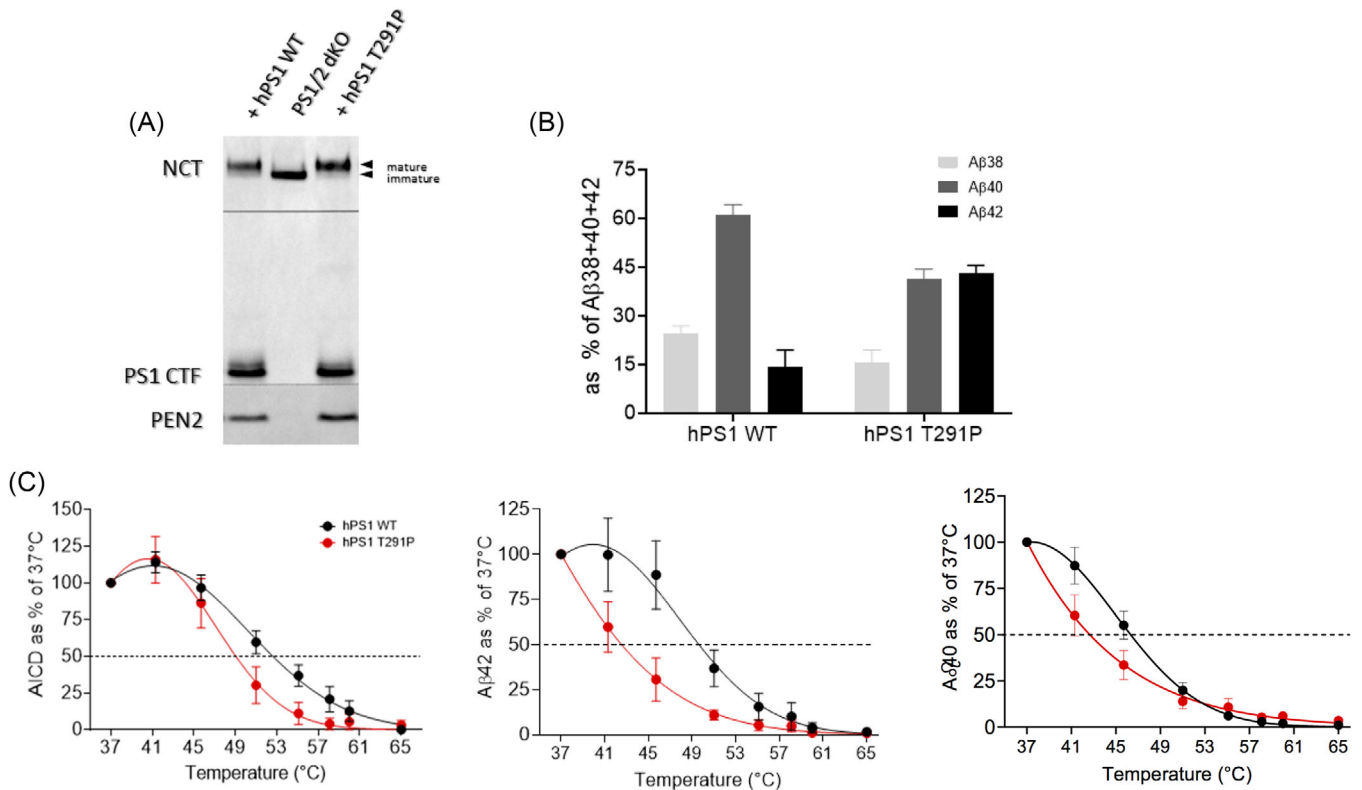 (A)
+ hPS1 WT
PS1/2 dKO
+ hPS1 T291P
NCT
mature
immature
PS1 CTF
PEN2
(B)
as % of Aβ38+40+42
75
60
45
30
15
0
Aβ38
Aβ40
Aβ42
hPS1 WT
hPS1 T291P
(C)
AICD as % of 37°C
150
125
100
75
50
25
0
hPS1 WT
hPS1 T291P
37 41 45 49 53 57 61 65
Temperature (°C)
Aβ42 as % of 37°C
125
100
75
50
25
0
37 41 45 49 53 57 61 65
Temperature (°C)
40 as % of 37°C
125
100
75
50
25
0
37 41 45 49 53 57 61 65
Temperature (°C)